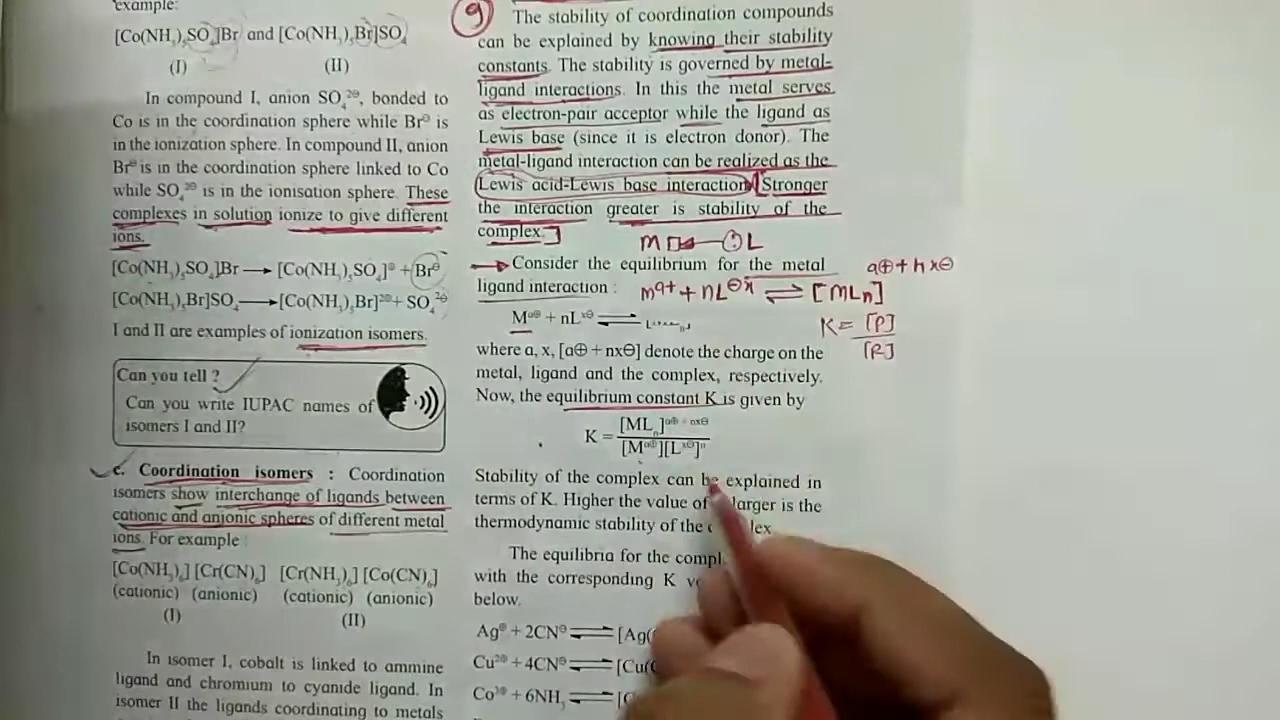 example:
[Co(NH3)5SO4]Br and [Co(NH3)5Br]SO4
(I) (II)
In compound I, anion SO4²⊖, bonded to
Co is in the coordination sphere while Br⊖ is
in the ionization sphere. In compound II, anion
Br⊖ is in the coordination sphere linked to Co
while SO4²⊖ is in the ionisation sphere. These
complexes in solution ionize to give different
ions.
[Co(NH3)5SO4]Br ⟶ [Co(NH3)5SO4]⊕ + Br⊖
[Co(NH3)5Br]SO4 ⟶ [Co(NH3)5Br]²⊕ + SO4²⊖
I and II are examples of ionization isomers.
Can you tell ?
Can you write IUPAC names of
isomers I and II?
c. Coordination isomers : Coordination
isomers show interchange of ligands between
cationic and anionic spheres of different metal
ions. For example
[Co(NH3)6] [Cr(CN)6] [Cr(NH3)6] [Co(CN)6]
(cationic) (anionic) (cationic) (anionic)
(I) (II)
In isomer I, cobalt is linked to ammine
ligand and chromium to cyanide ligand. In
isomer II the ligands coordinating to metals
9
The stability of coordination compounds
can be explained by knowing their stability
constants. The stability is governed by metal-
ligand interactions. In this the metal serves
as electron-pair acceptor while the ligand as
Lewis base (since it is electron donor). The
metal-ligand interaction can be realized as the
Lewis acid-Lewis base interaction. Stronger
the interaction greater is stability of the
complex.
M L
Consider the equilibrium for the metal
ligand interaction :
a⊕ + nx⊖
Mᵃ⁺ + nL⊖ˣ ⇌ [MLn]
Mᵃ⊕ + nLˣ⊖ ⇌
K = [P]
[R]
where a, x, [a⊕ + nx⊖] denote the charge on the
metal, ligand and the complex, respectively.
Now, the equilibrium constant K is given by
K = [MLn]ᵃ⊕ ⁺ ⁿˣ⊖
[Mᵃ⊕][Lˣ⊖]ⁿ
Stability of the complex can be explained in
terms of K. Higher the value of larger is the
thermodynamic stability of the
The equilibria for the
with the corresponding K
below.
Ag⊕ + 2CN⊖ ⇌ [Ag(
Cu²⊕ + 4CN⊖ ⇌ [Cu(
Co³⊕ + 6NH3 ⇌ [